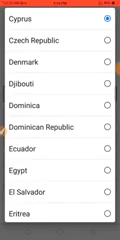 Cyprus
Czech Republic
Denmark
Djibouti
Dominica
Dominican Republic
Ecuador
Egypt
El Salvador
Eritrea